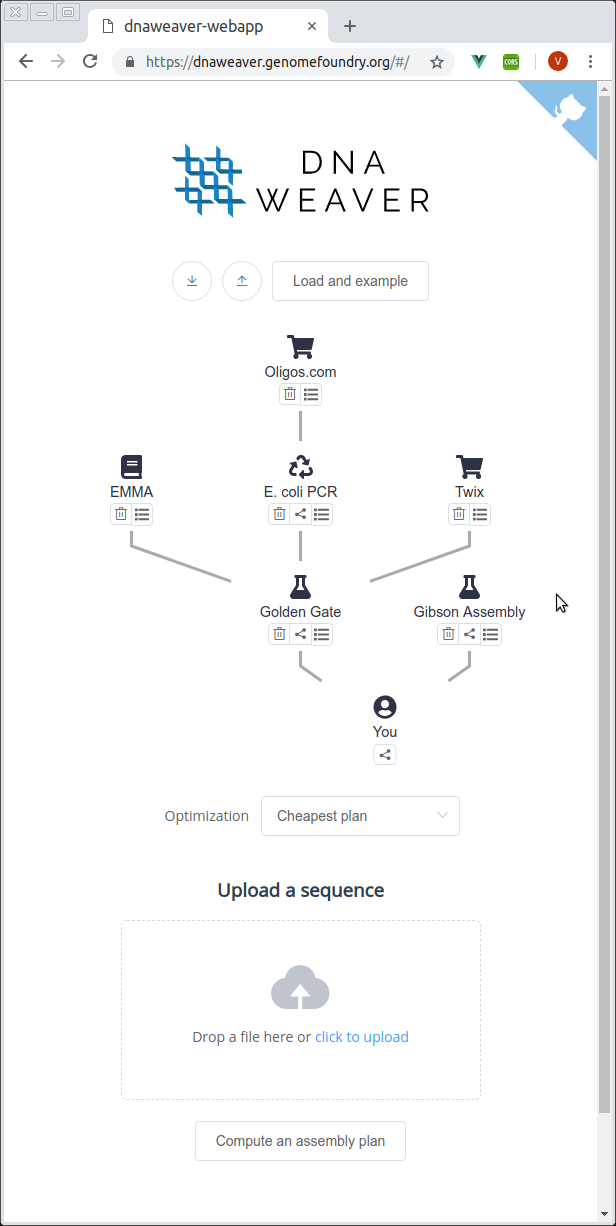 dnaweaver-webapp
https://dnaweaver.genomefoundry.org/#/
CORS
V
DNA
WEAVER
Load and example
Oligos.com
EMMA
E. coli PCR
Twix
Golden Gate
Gibson Assembly
You
Optimization
Cheapest plan
Upload a sequence
Drop a file here or click to upload
Compute an assembly plan